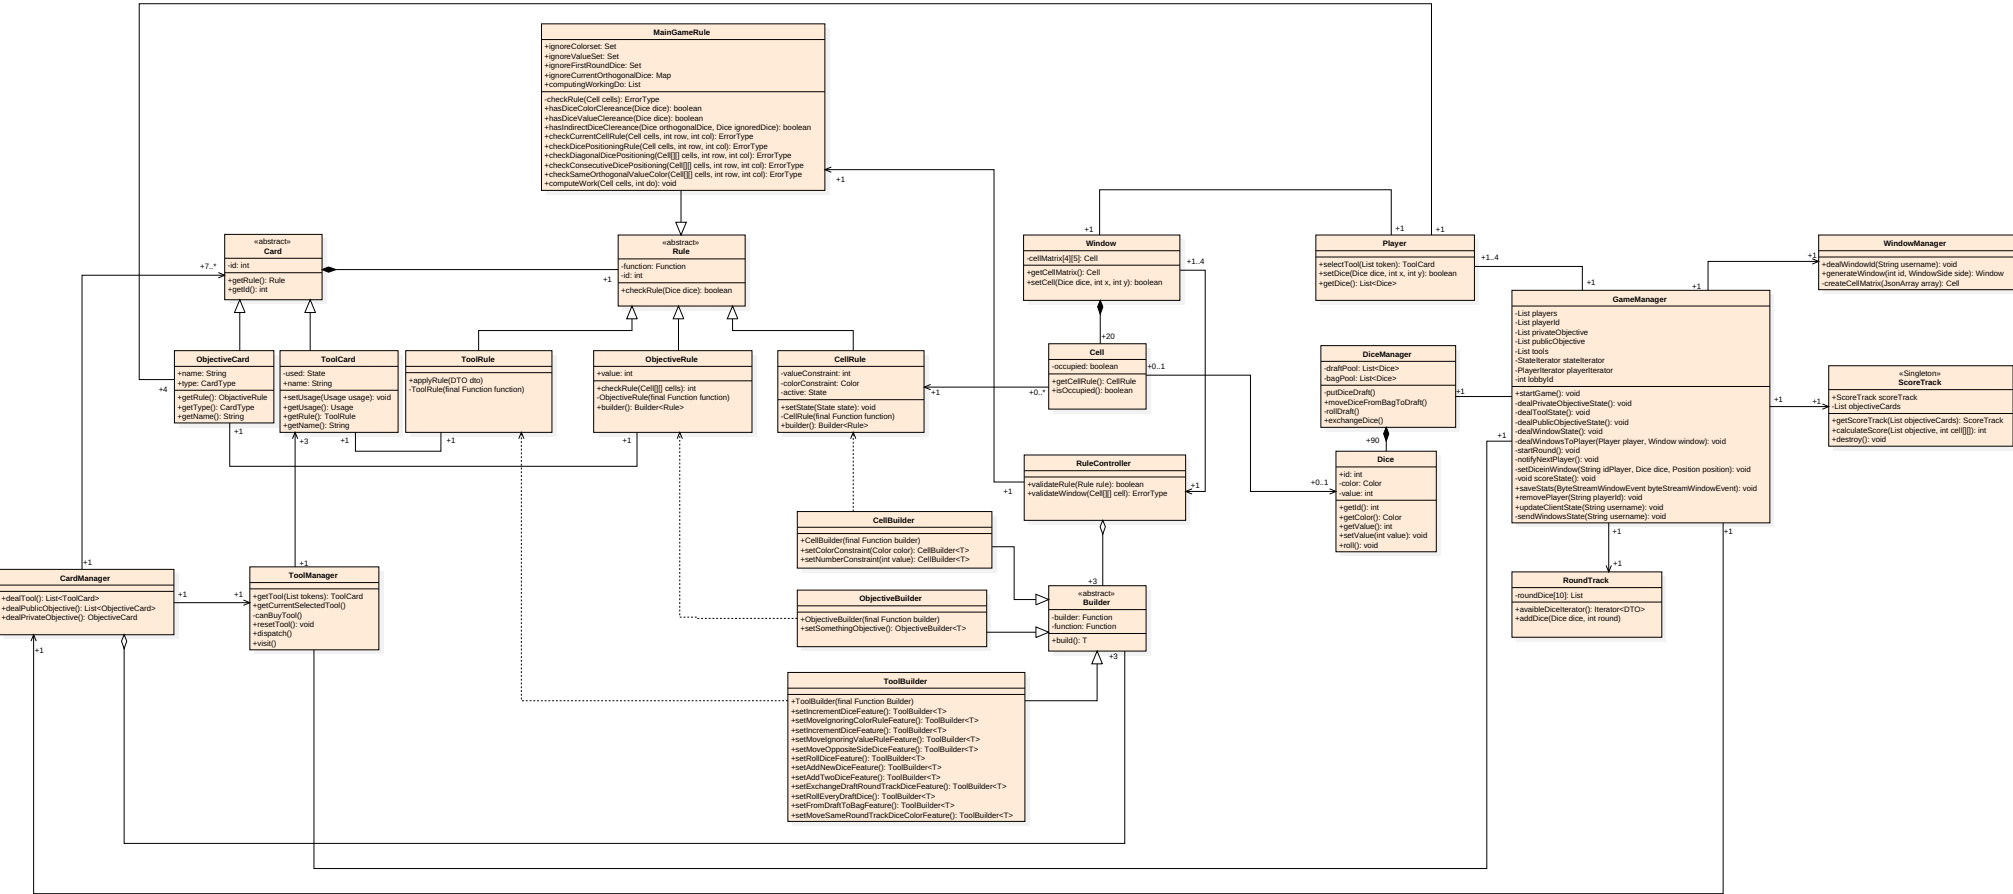 MainGameRule
+ignoreColorset: Set
+ignoreValueSet: Set
+ignoreFirstRoundDice: Set
+ignoreCurrentOrthogonalDice: Map
+computingWorkingDo: List
-checkRule(Cell cells): ErrorType
+hasDiceColorClereance(Dice dice): boolean
+hasDiceValueClereance(Dice dice): boolean
+hasIndirectDiceClereance(Dice orthogonalDice, Dice ignoredDice): boolean
+checkCurrentCellRule(Cell cells, int row, int col): ErrorType
+checkDicePositioningRule(Cell cells, int row, int col): ErrorType
+checkDiagonalDicePositioning(Cell[][] cells, int row, int col): ErrorType
+checkConsecutiveDicePositioning(Cell[][] cells, int row, int col): ErrorType
+checkSameOrthogonalValueColor(Cell[][] cells, int row, int col): ErorType
+computeWork(Cell cells, int do): void
+1
«abstract»
Card
-id: int
+getRule(): Rule
+getId(): int
+7..*
«abstract»
Rule
-function: Function
-id: int
+checkRule(Dice dice): boolean
+1
+1
Window
-cellMatrix[4][5]: Cell
+getCellMatrix(): Cell
+setCell(Dice dice, int x, int y): boolean
+1..4
+1
+1
Player
+selectTool(List token): ToolCard
+setDice(Dice dice, int x, int y): boolean
+getDice(): List<Dice>
+1..4
+1
WindowManager
+dealWindowId(String username): void
+generateWindow(int id, WindowSide side): Window
-createCellMatrix(JsonArray array): Cell
+1
+1
GameManager
-List players
-List playerId
-List privateObjective
-List publicObjective
-List tools
-StateIterator stateIterator
-PlayerIterator playerIterator
-int lobbyId
+startGame(): void
-dealPrivateObjectiveState(): void
-dealToolState(): void
-dealPublicObjectiveState(): void
-dealWindowState(): void
-dealWindowsToPlayer(Player player, Window window): void
-startRound(): void
-notifyNextPlayer(): void
-setDiceinWindow(String idPlayer, Dice dice, Position position): void
-void scoreState(): void
+saveStats(ByteStreamWindowEvent byteStreamWindowEvent): void
+removePlayer(String playerId): void
+updateClientState(String username): void
-sendWindowsState(String username): void
+1
+1
+1
+1
ObjectiveCard
+name: String
+type: CardType
+getRule(): ObjectiveRule
+getType(): CardType
+getName(): String
+4
+1
ToolCard
-used: State
+name: String
+setUsage(Usage usage): void
+getUsage(): Usage
+getRule(): ToolRule
+getName(): String
+3
+1
ToolRule
+applyRule(DTO dto)
-ToolRule(final Function function)
+1
ObjectiveRule
+value: int
+checkRule(Cell[][] cells): int
-ObjectiveRule(final Function function)
+builder(): Builder<Rule>
+1
CellRule
-valueConstraint: int
-colorConstraint: Color
-active: State
+setState(State state): void
-CellRule(final Function function)
+builder(): Builder<Rule>
+1
+20
Cell
-occupied: boolean
+getCellRule(): CellRule
+isOccupied(): boolean
+0..1
+0..*
DiceManager
-draftPool: List<Dice>
-bagPool: List<Dice>
-putDiceDraft()
+moveDiceFromBagToDraft()
-rollDraft()
+exchangeDice()
+1
+90
Dice
+id: int
-color: Color
-value: int
+getId(): int
+getColor(): Color
+getValue(): int
+setValue(int value): void
+roll(): void
+0..1
«Singleton»
ScoreTrack
+ScoreTrack scoreTrack
-List objectiveCards
+getScoreTrack(List objectiveCards): ScoreTrack
+calculateScore(List objective, int cell[][]): int
+destroy(): void
+1
RuleController
+validateRule(Rule rule): boolean
+validateWindow(Cell[][] cell): ErrorType
+1
+1
CellBuilder
+CellBuilder(final Function builder)
+setColorConstraint(Color color): CellBuilder<T>
+setNumberConstraint(int value): CellBuilder<T>
ObjectiveBuilder
+ObjectiveBuilder(final Function builder)
+setSomethingObjective(): ObjectiveBuilder<T>
+3
«abstract»
Builder
-builder: Function
-function: Function
+build(): T
+3
+1
RoundTrack
-roundDice[10]: List
+avaibleDiceIterator(): Iterator<DTO>
+addDice(Dice dice, int round)
+1
CardManager
+dealTool(): List<ToolCard>
+dealPublicObjective(): List<ObjectiveCard>
+dealPrivateObjective(): ObjectiveCard
+1
+1
+1
+1
ToolManager
+getTool(List tokens): ToolCard
+getCurrentSelectedTool()
-canBuyTool()
+resetTool(): void
+dispatch()
+visit()
ToolBuilder
+ToolBuilder(final Function Builder)
+setIncrementDiceFeature(): ToolBuilder<T>
+setMoveIgnoringColorRuleFeature(): ToolBuilder<T>
+setIncrementDiceFeature(): ToolBuilder<T>
+setMoveIgnoringValueRuleFeature(): ToolBuilder<T>
+setMoveOppositeSideDiceFeature(): ToolBuilder<T>
+setRollDiceFeature(): ToolBuilder<T>
+setAddNewDiceFeature(): ToolBuilder<T>
+setAddTwoDiceFeature(): ToolBuilder<T>
+setExchangeDraftRoundTrackDiceFeature(): ToolBuilder<T>
+setRollEveryDraftDice(): ToolBuilder<T>
+setFromDraftToBagFeature(): ToolBuilder<T>
+setMoveSameRoundTrackDiceColorFeature(): ToolBuilder<T>